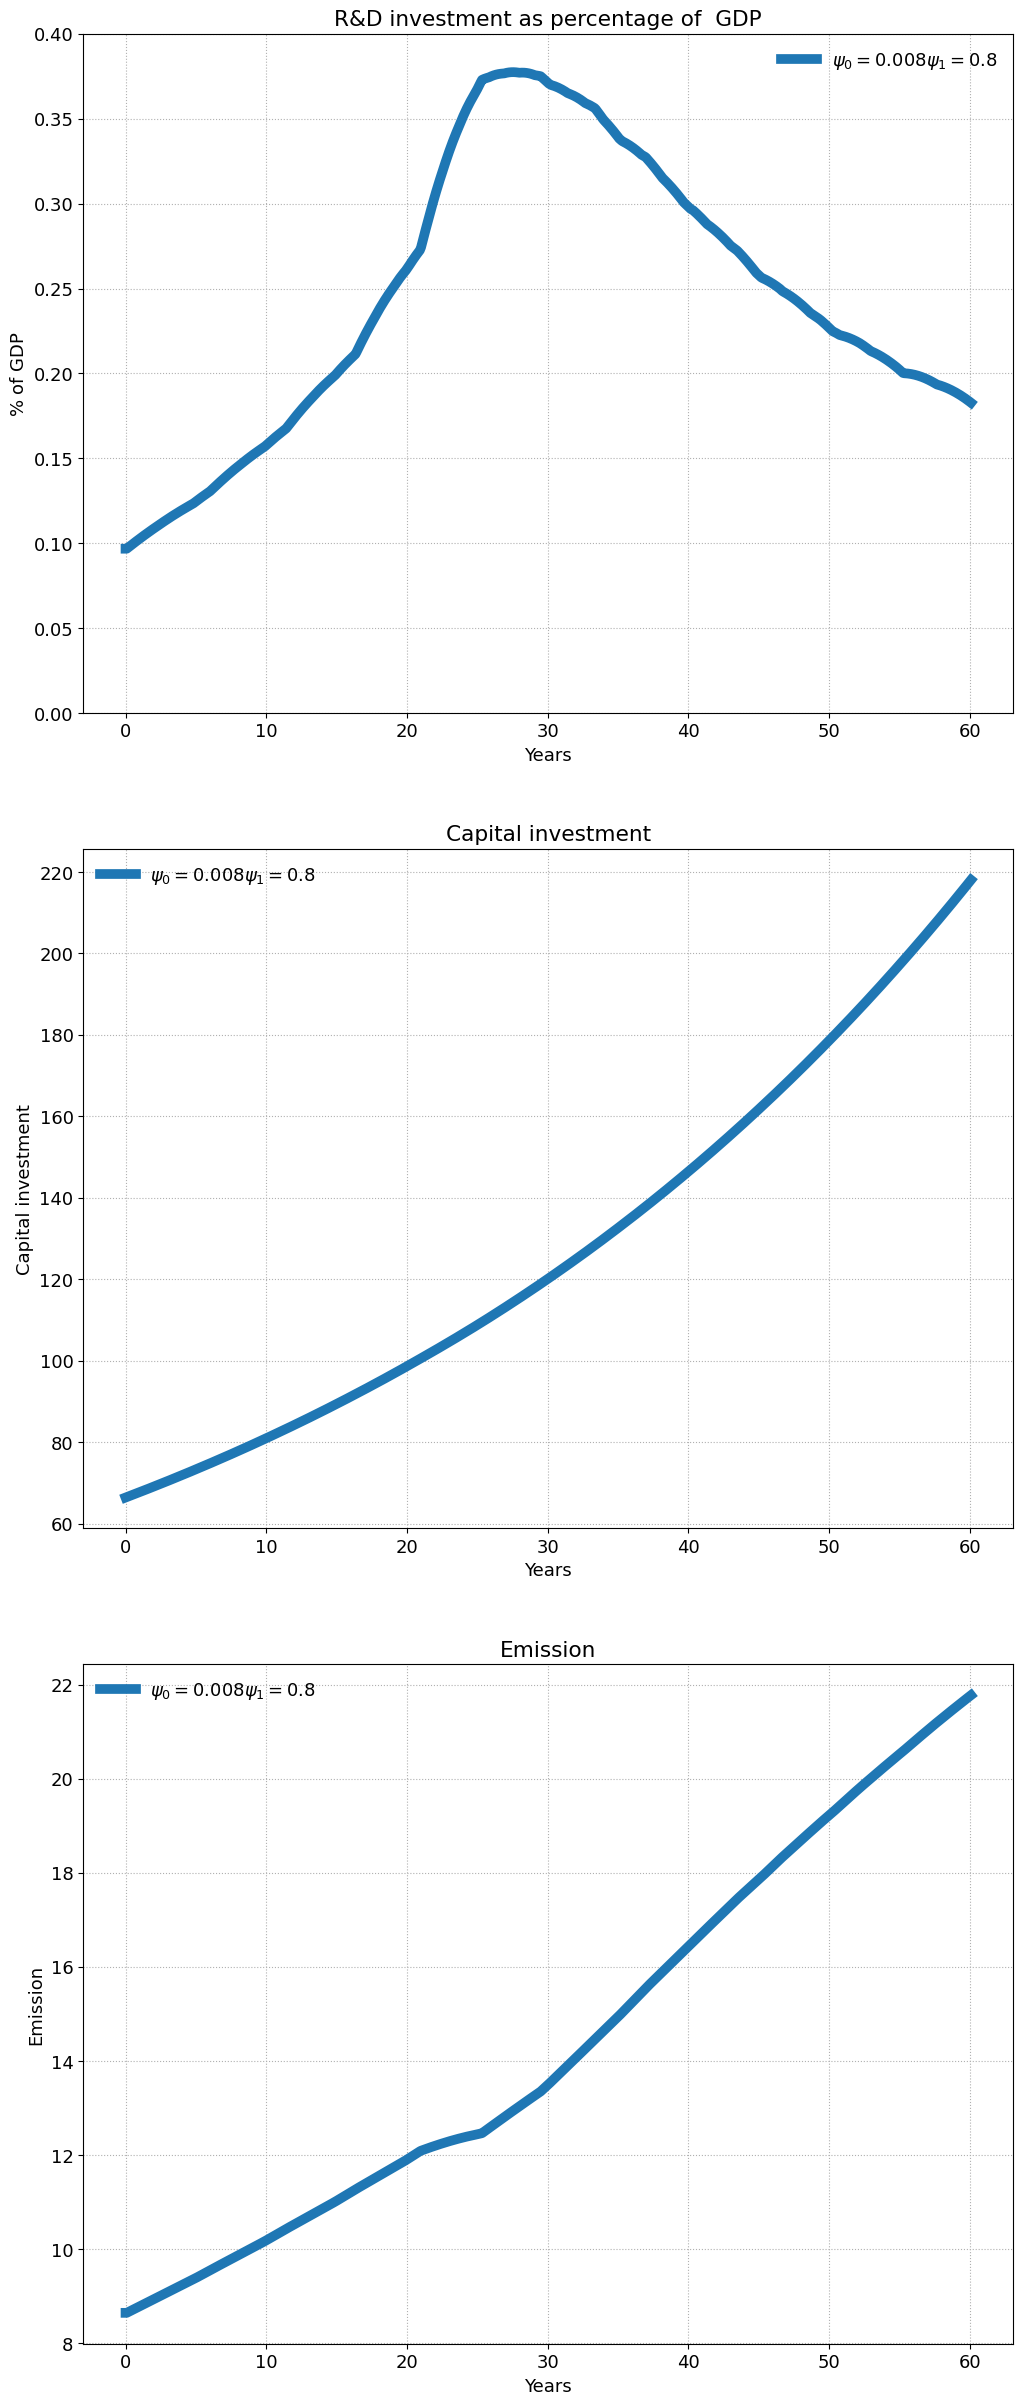 R&D investment as percentage of  GDP
0.40
0.35
0.30
0.25
0.20
0.15
0.10
0.05
0.00
% of GDP
ψ₀ = 0.008ψ₁ = 0.8
0 10 20 30 40 50 60
Years
Capital investment
220
200
180
160
140
120
100
80
60
Capital investment
ψ₀ = 0.008ψ₁ = 0.8
0 10 20 30 40 50 60
Years
Emission
22
20
18
16
14
12
10
8
Emission
ψ₀ = 0.008ψ₁ = 0.8
0 10 20 30 40 50 60
Years